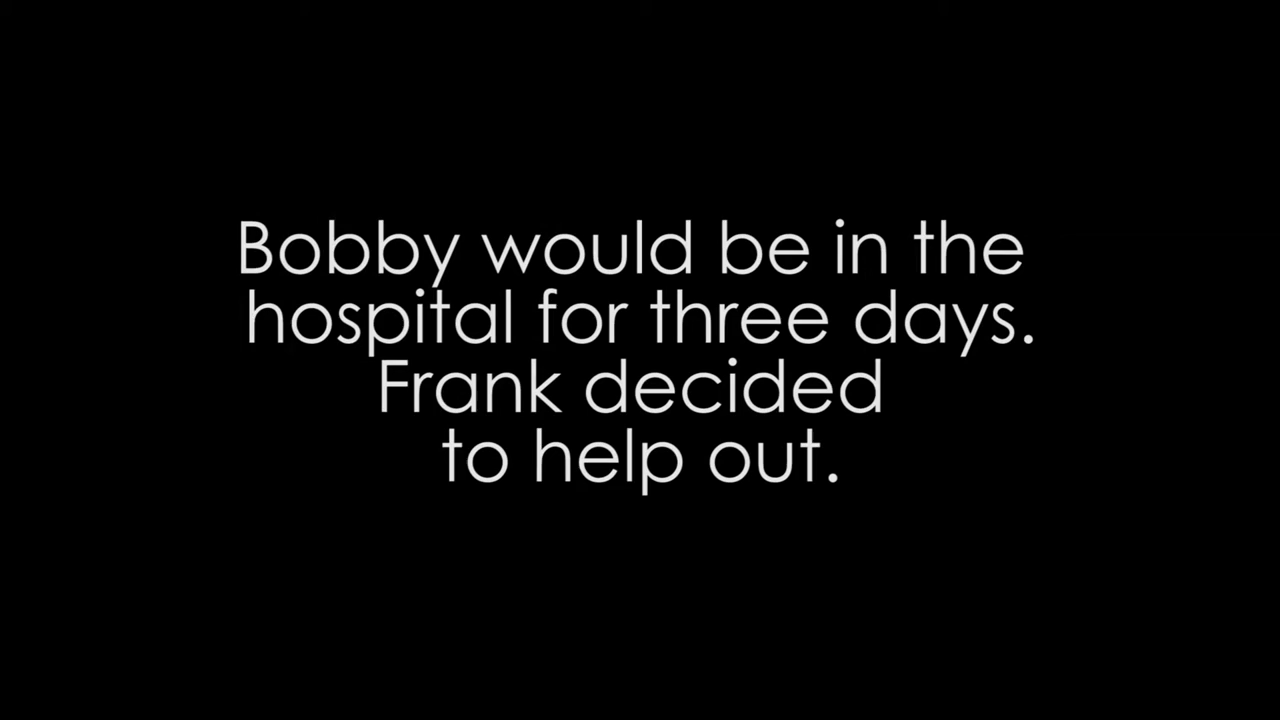 Bobby would be in the
hospital for three days.
Frank decided
to help out.